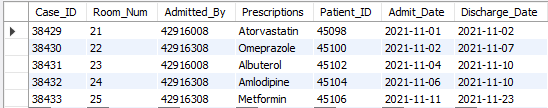 Case_ID Room_Num Admitted_By Prescriptions Patient_ID Admit_Date Discharge_Date
38429 21 42916008 Atorvastatin 45098 2021-11-01 2021-11-02
38430 22 42916308 Omeprazole 45100 2021-11-02 2021-11-07
38431 23 42916308 Albuterol 45102 2021-11-04 2021-11-10
38432 24 42916308 Amlodipine 45104 2021-11-06 2021-11-10
38433 25 42916308 Metformin 45106 2021-11-11 2021-11-23